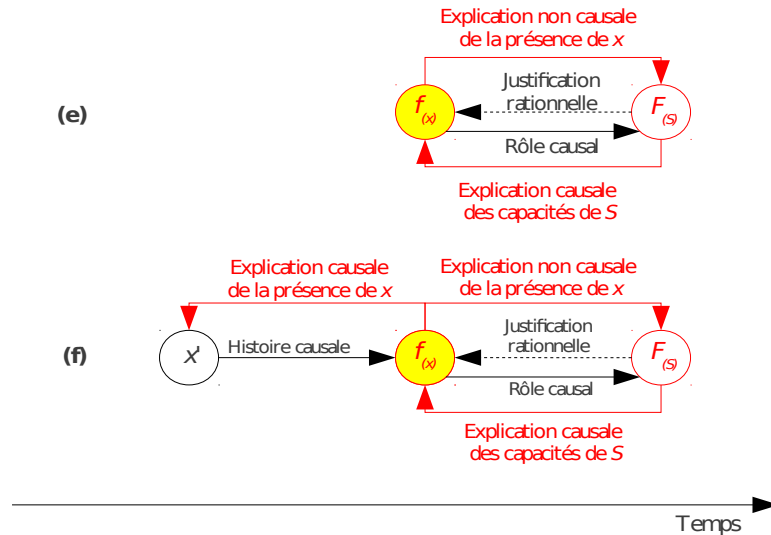 Explication non causale
de la présence de x
(e)
f(x)
Justification
rationnelle
F(S)
Rôle causal
Explication causale
des capacités de S
Explication causale
de la présence de x
Explication non causale
de la présence de x
(f)
x'
Histoire causale
f(x)
Justification
rationnelle
F(S)
Rôle causal
Explication causale
des capacités de S
Temps